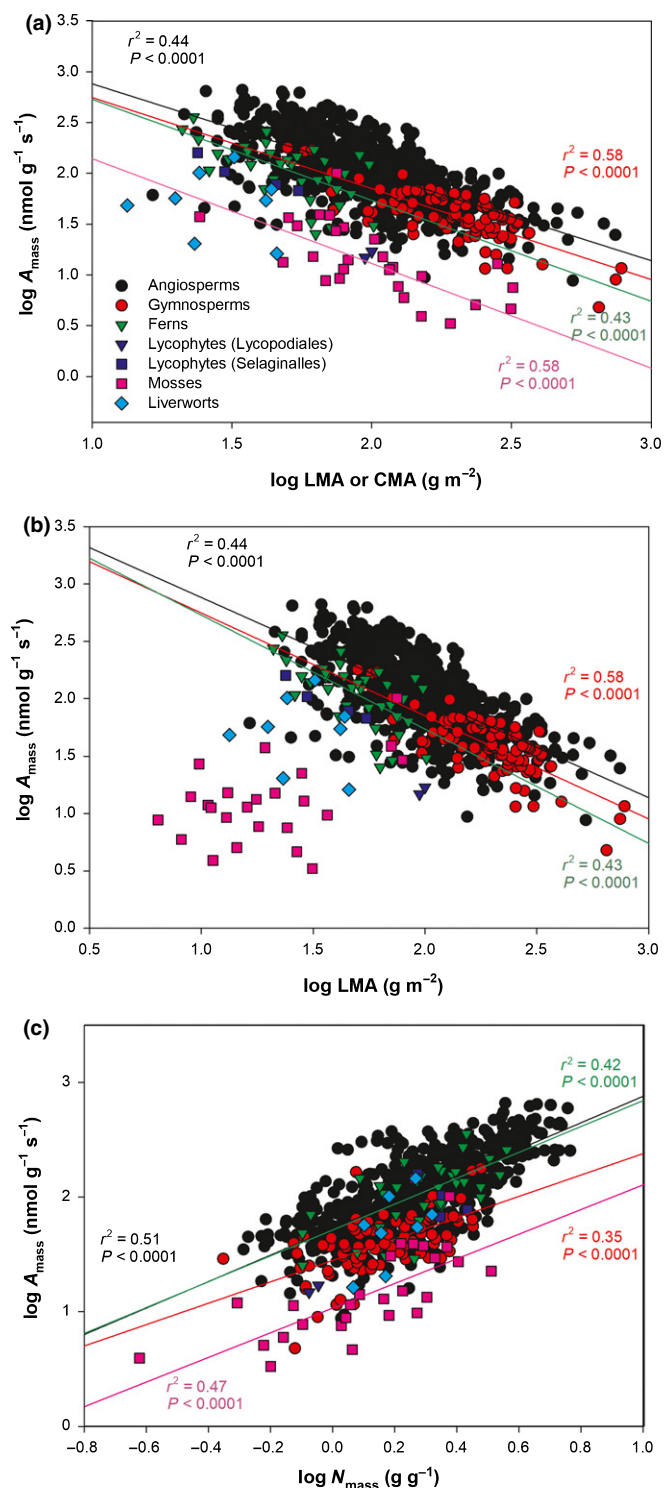 (a)
3.5
3.0
2.5
2.0
1.5
1.0
0.5
0.0
log Amass (nmol g−1 s−1)
r2 = 0.44
P < 0.0001
r2 = 0.58
P < 0.0001
r2 = 0.43
P < 0.0001
r2 = 0.58
P < 0.0001
Angiosperms
Gymnosperms
Ferns
Lycophytes (Lycopodiales)
Lycophytes (Selaginalles)
Mosses
Liverworts
1.0 1.5 2.0 2.5 3.0
log LMA or CMA (g m−2)
(b)
3.5
3.0
2.5
2.0
1.5
1.0
0.5
0.0
log Amass (nmol g−1 s−1)
r2 = 0.44
P < 0.0001
r2 = 0.58
P < 0.0001
r2 = 0.43
P < 0.0001
0.5 1.0 1.5 2.0 2.5 3.0
log LMA (g m−2)
(c)
3
2
1
0
log Amass (nmol g−1 s−1)
r2 = 0.42
P < 0.0001
r2 = 0.51
P < 0.0001
r2 = 0.35
P < 0.0001
r2 = 0.47
P < 0.0001
−0.8 −0.6 −0.4 −0.2 0.0 0.2 0.4 0.6 0.8 1.0
log Nmass (g g−1)